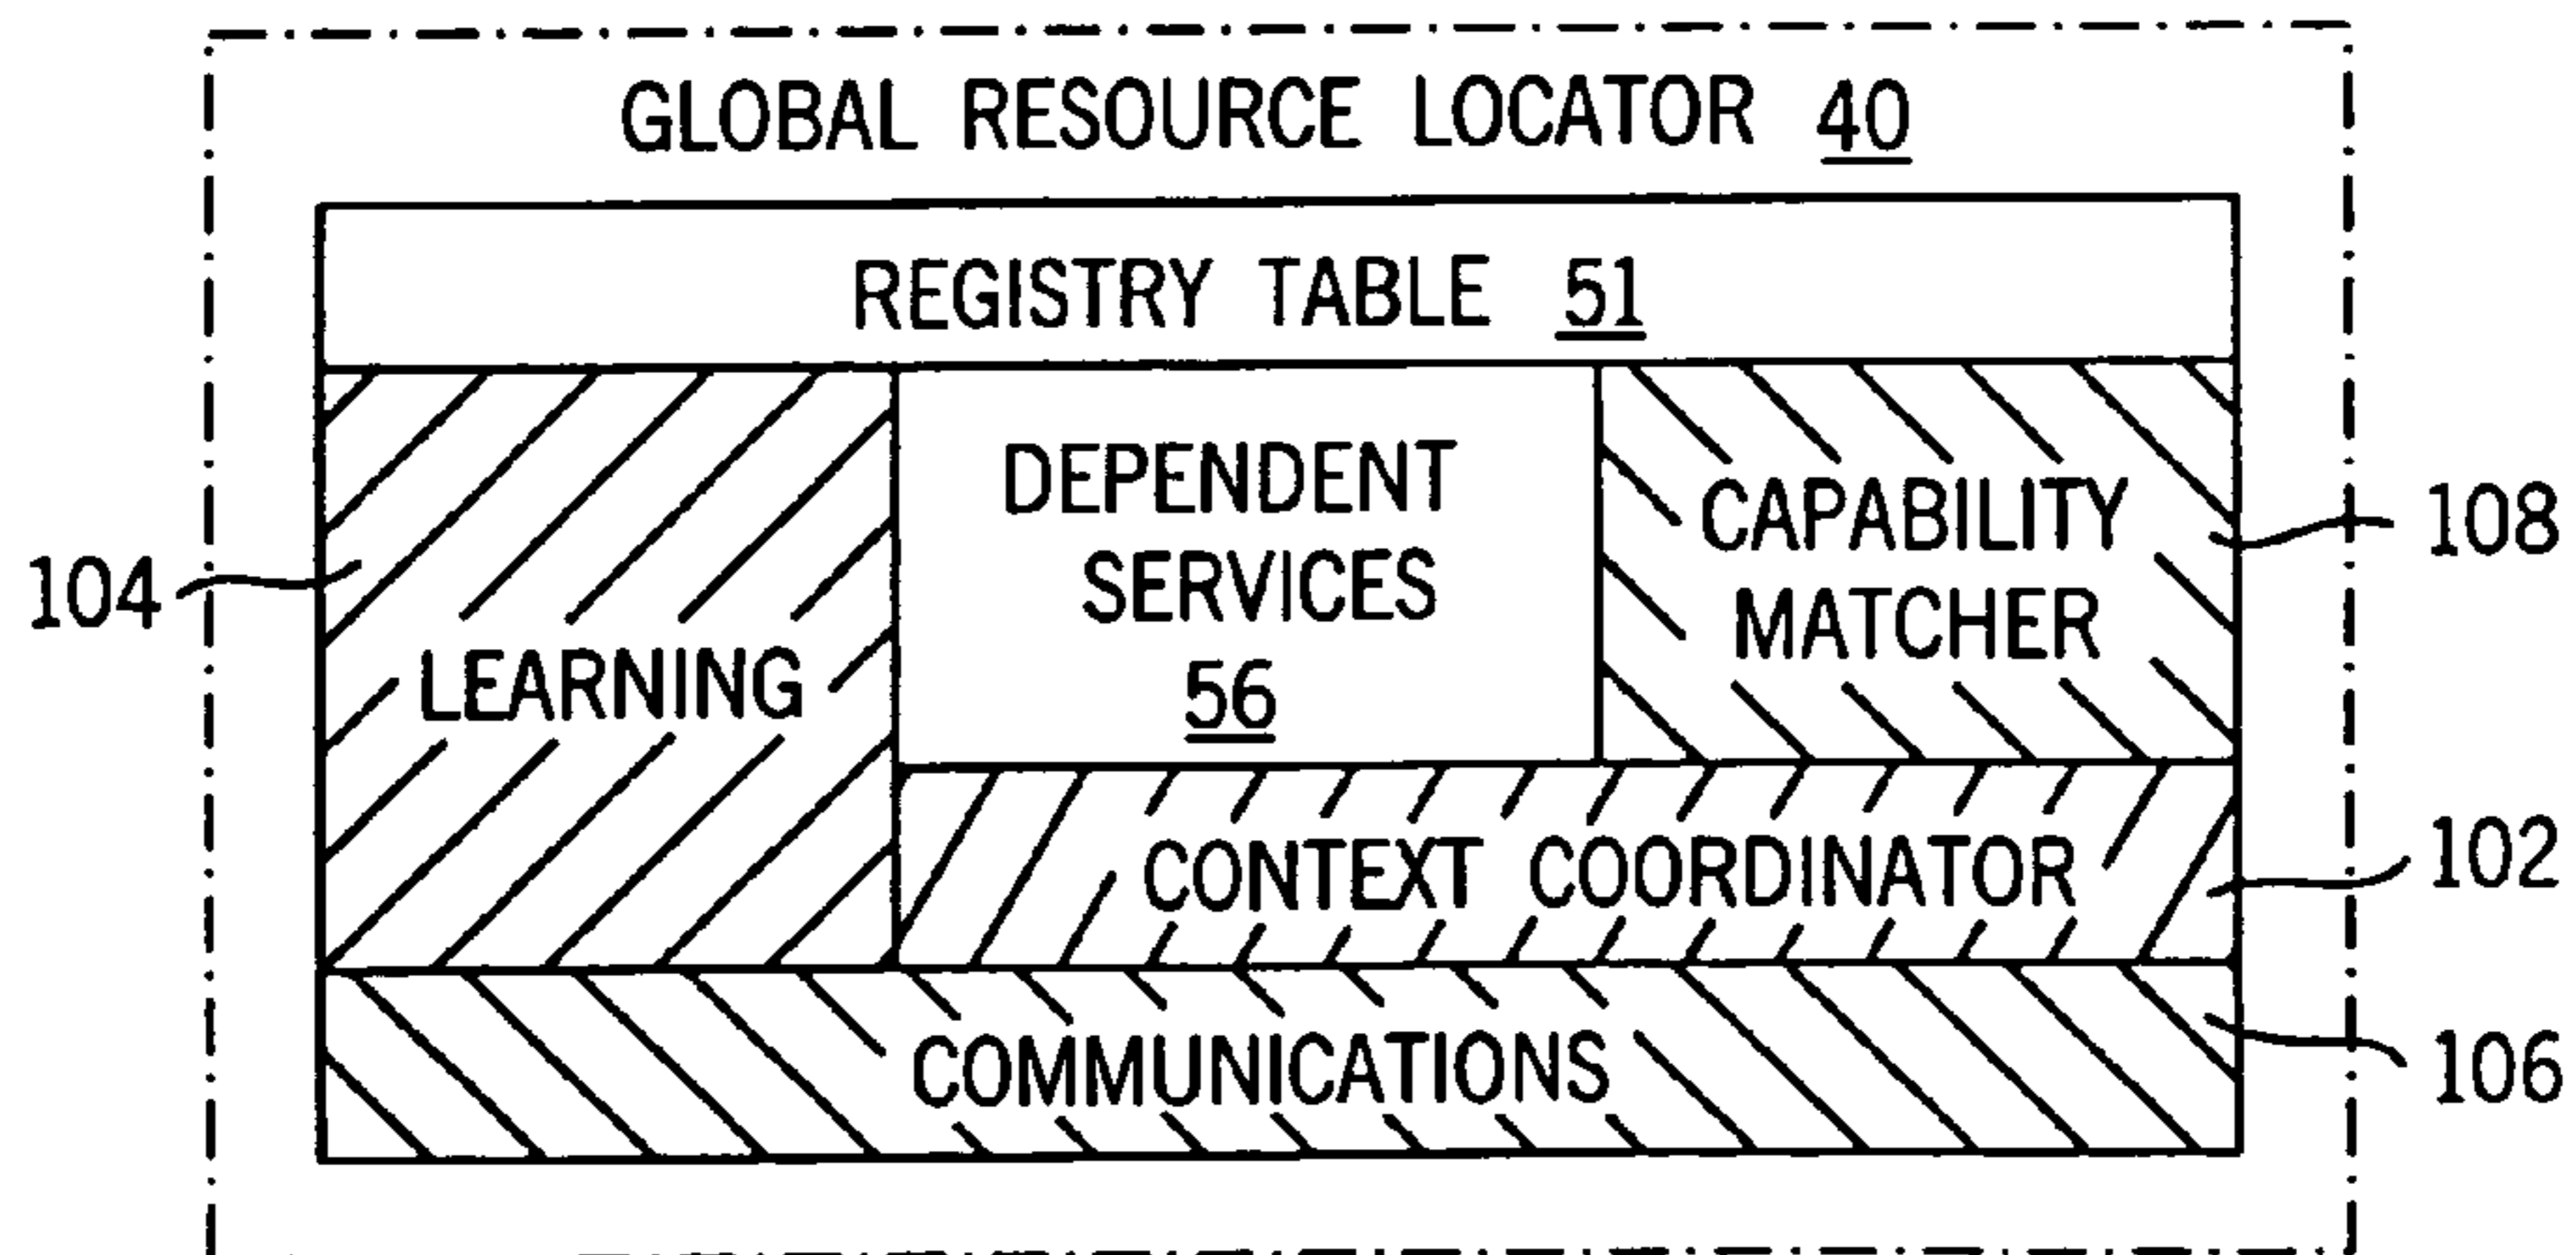 GLOBAL RESOURCE LOCATOR 40
REGISTRY TABLE 51
DEPENDENT
SERVICES
56
CAPABILITY
MATCHER
108
104
LEARNING
CONTEXT COORDINATOR
102
COMMUNICATIONS
106